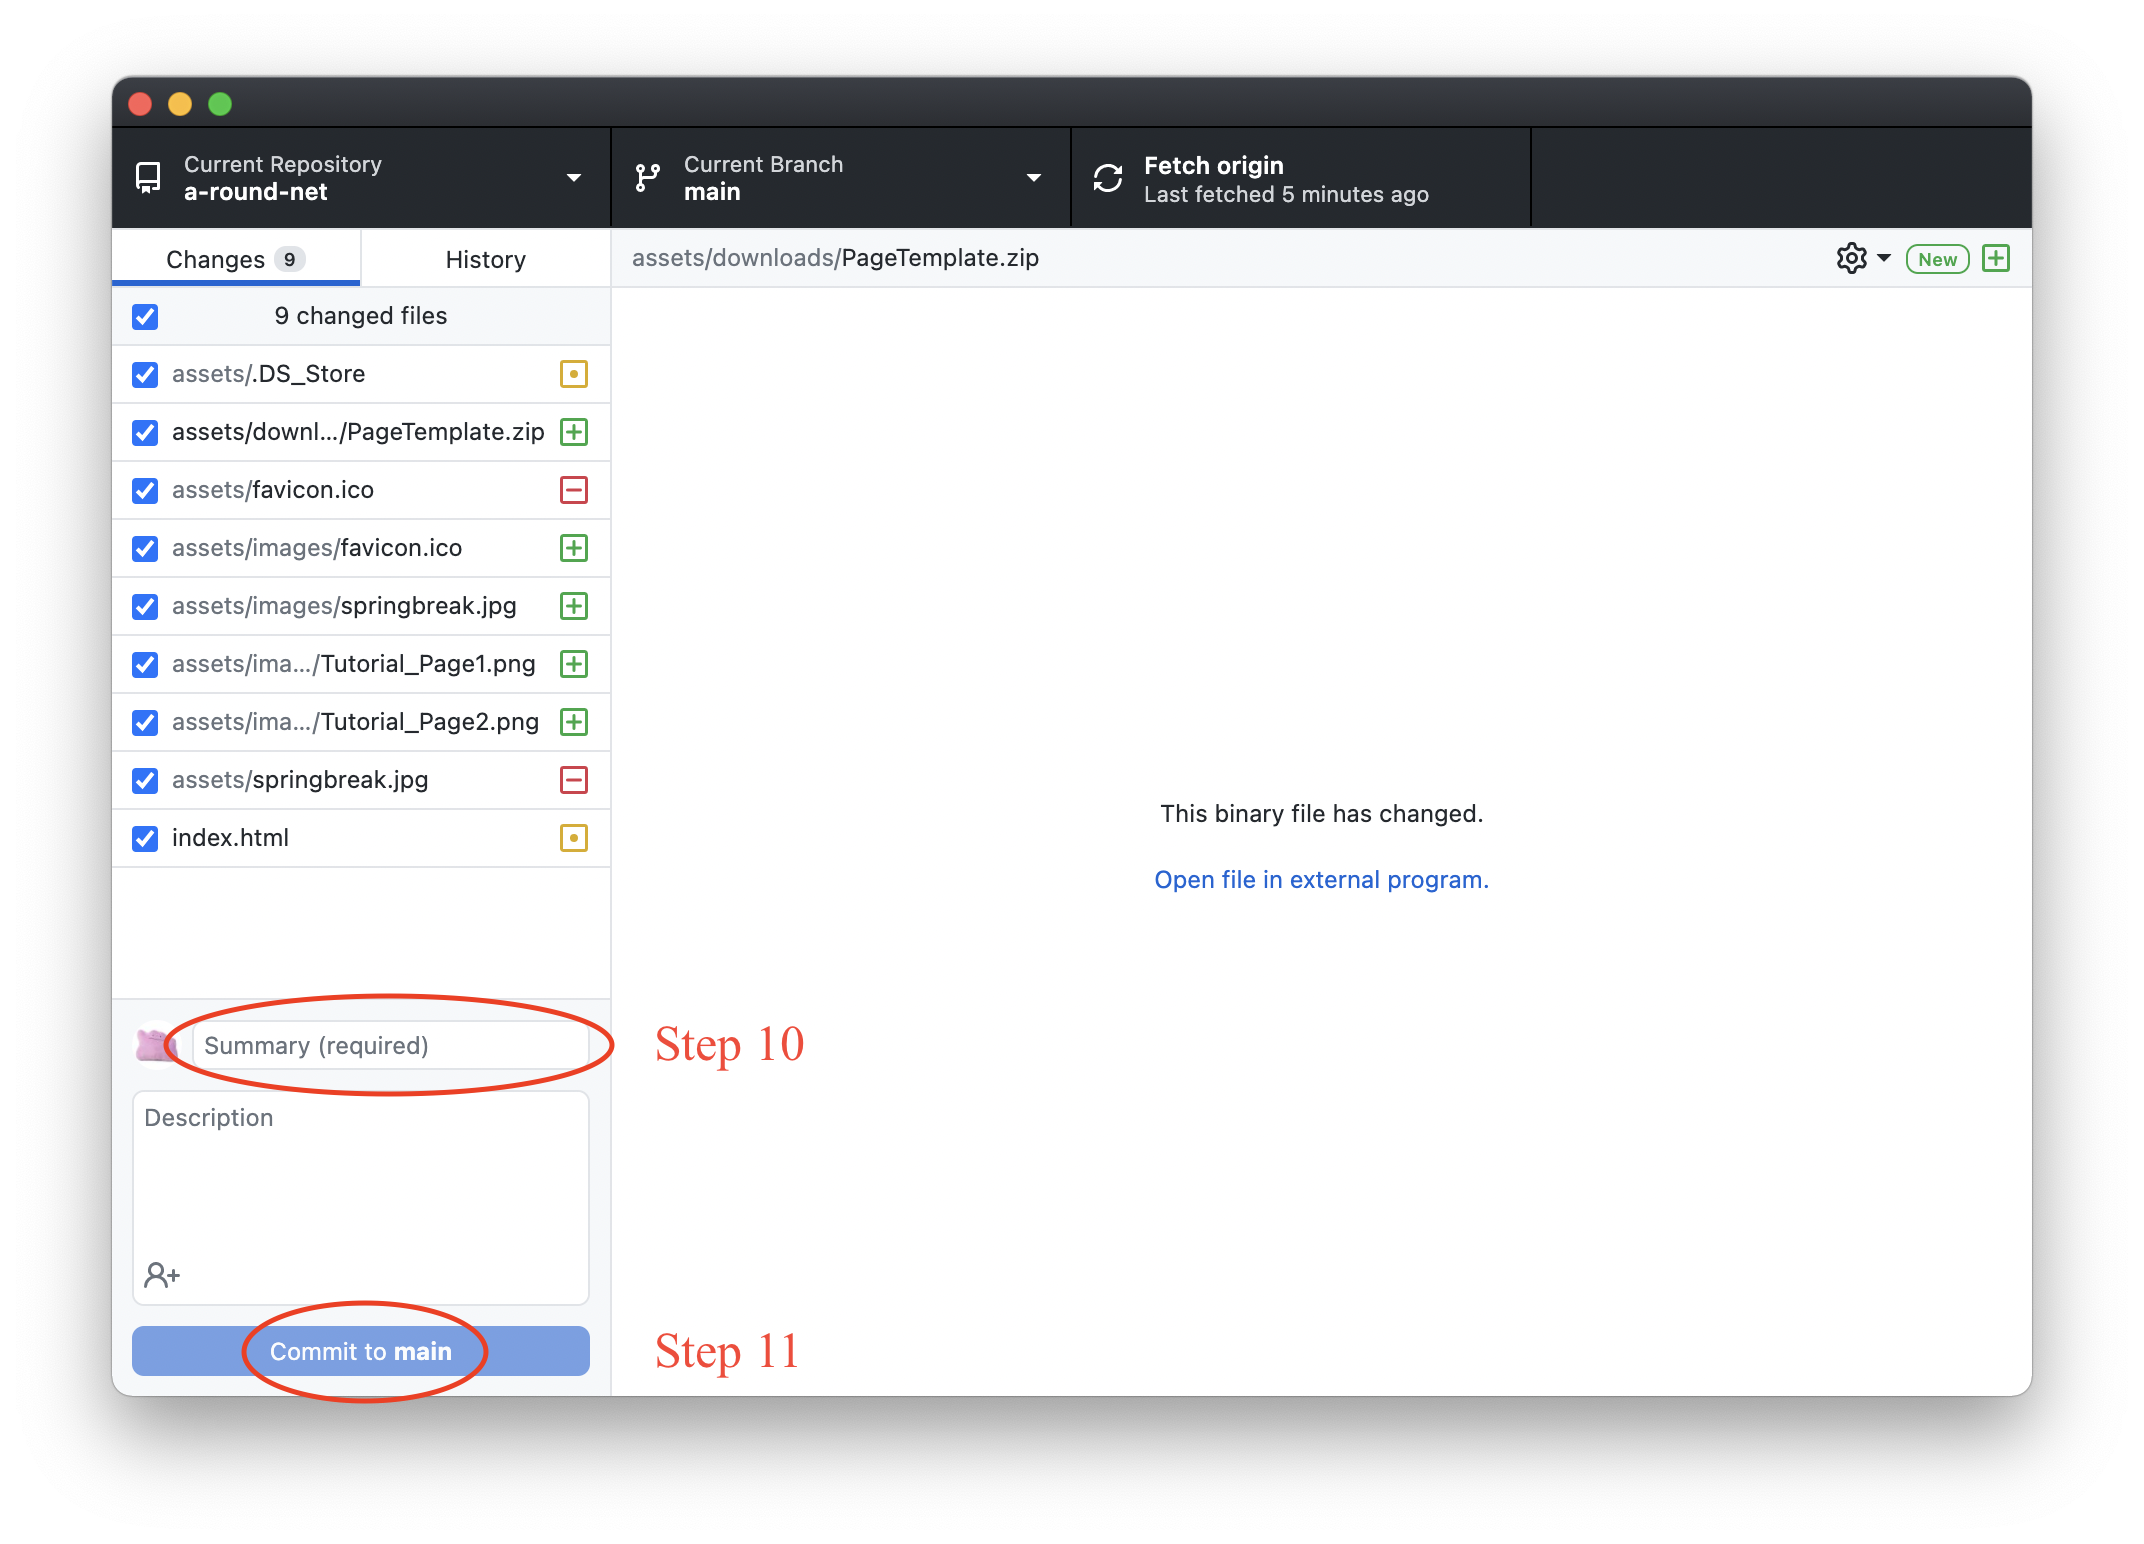 Current Repository
a-round-net
Current Branch
main
Fetch origin
Last fetched 5 minutes ago
Changes 9
History
assets/downloads/PageTemplate.zip
New
9 changed files
assets/.DS_Store
assets/downl.../PageTemplate.zip
assets/favicon.ico
assets/images/favicon.ico
assets/images/springbreak.jpg
assets/ima.../Tutorial_Page1.png
assets/ima.../Tutorial_Page2.png
assets/springbreak.jpg
index.html
This binary file has changed.
Open file in external program.
Summary (required)
Step 10
Description
Commit to main
Step 11